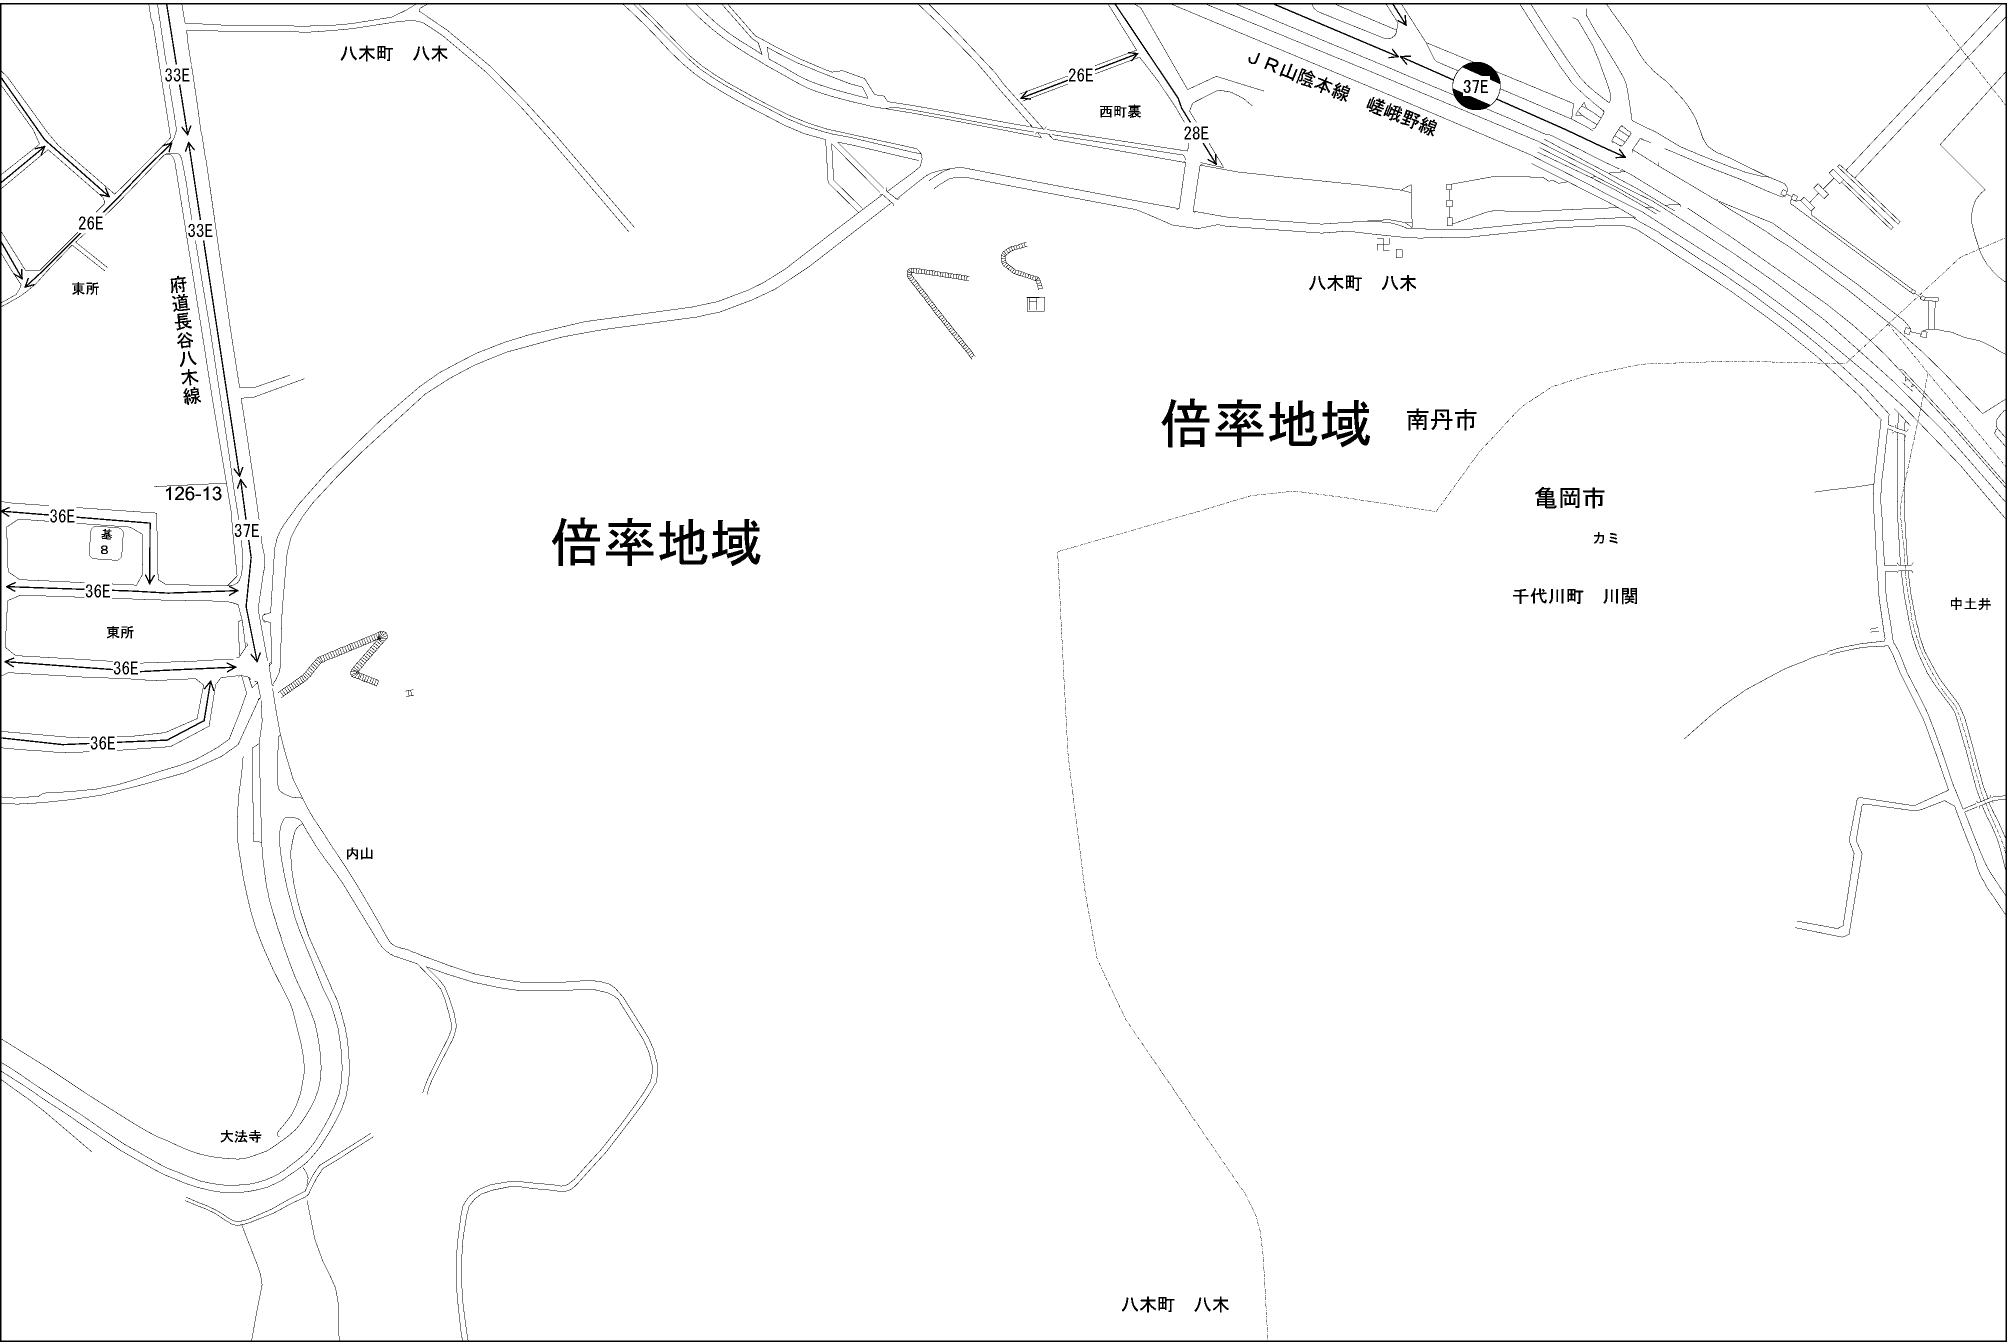 33E
八木町　八木
26E
西町裏
28E
ＪＲ山陰本線　嵯峨野線
37E
26E
33E
東所
府道長谷八木線
八木町　八木
倍率地域
南丹市
126-13
36E
37E
基
8
倍率地域
亀岡市
カミ
36E
千代川町　川関
中土井
東所
36E
36E
内山
大法寺
八木町　八木